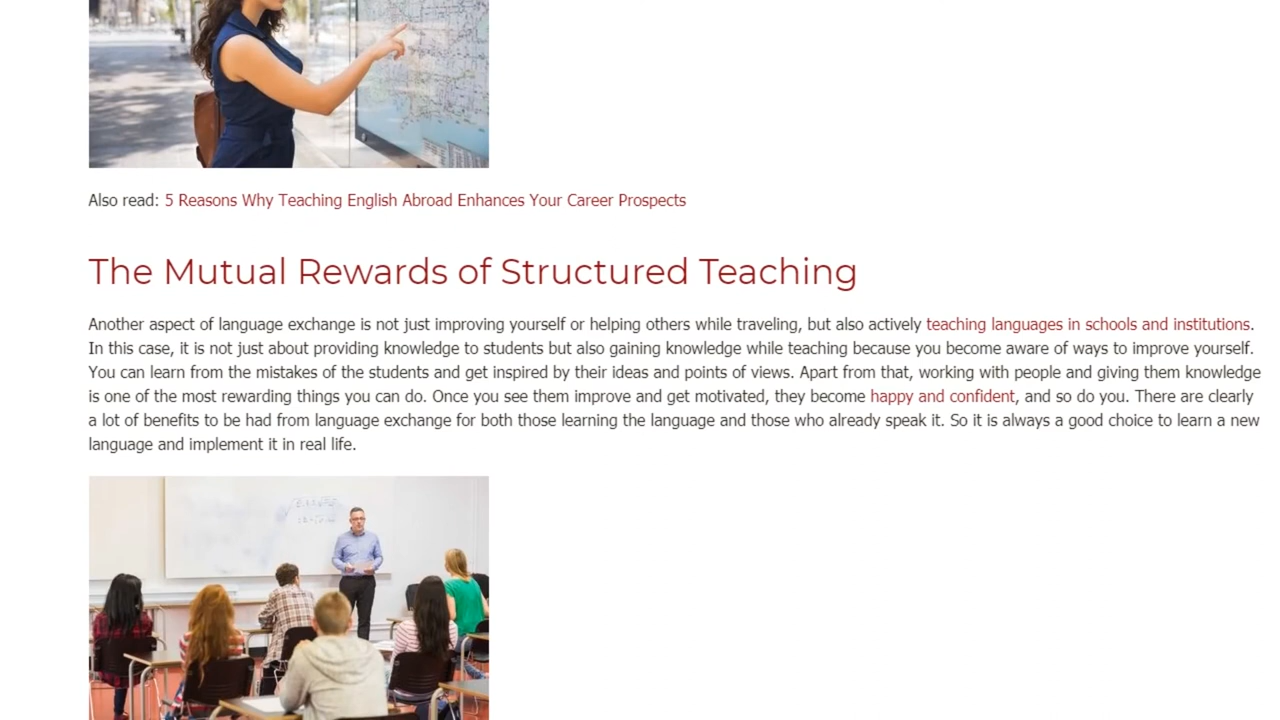 Also read: 5 Reasons Why Teaching English Abroad Enhances Your Career Prospects
The Mutual Rewards of Structured Teaching
Another aspect of language exchange is not just improving yourself or helping others while traveling, but also actively teaching languages in schools and institutions.
In this case, it is not just about providing knowledge to students but also gaining knowledge while teaching because you become aware of ways to improve yourself.
You can learn from the mistakes of the students and get inspired by their ideas and points of views. Apart from that, working with people and giving them knowledge
is one of the most rewarding things you can do. Once you see them improve and get motivated, they become happy and confident, and so do you. There are clearly
a lot of benefits to be had from language exchange for both those learning the language and those who already speak it. So it is always a good choice to learn a new
language and implement it in real life.